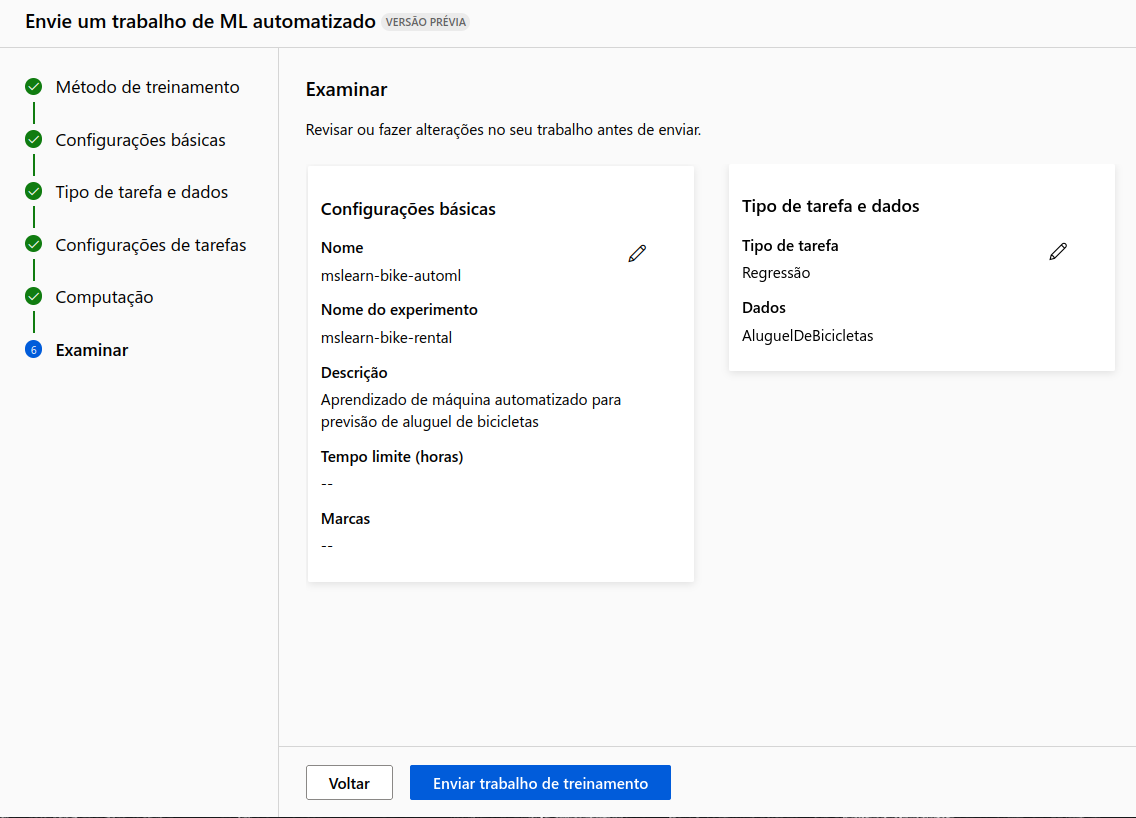 Envie um trabalho de ML automatizado VERSÃO PRÉVIA
Método de treinamento
Configurações básicas
Tipo de tarefa e dados
Configurações de tarefas
Computação
6 Examinar
Examinar
Revisar ou fazer alterações no seu trabalho antes de enviar.
Configurações básicas
Nome
mslearn-bike-automl
Nome do experimento
mslearn-bike-rental
Descrição
Aprendizado de máquina automatizado para
previsão de aluguel de bicicletas
Tempo limite (horas)
--
Marcas
--
Tipo de tarefa e dados
Tipo de tarefa
Regressão
Dados
AluguelDeBicicletas
Voltar
Enviar trabalho de treinamento